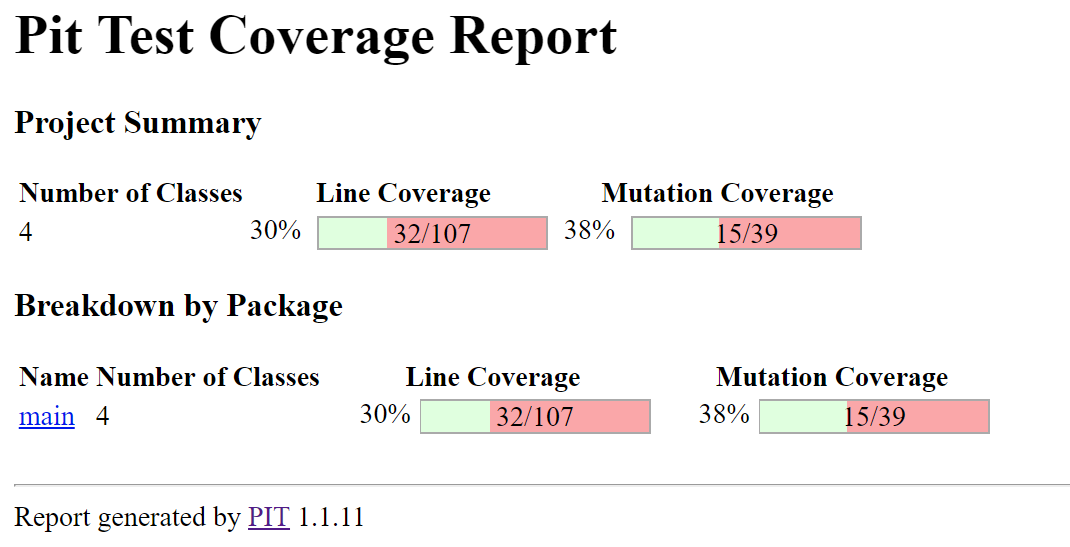 Pit Test Coverage Report
Project Summary
Number of Classes Line Coverage Mutation Coverage
4 30% 32/107 38% 15/39
Breakdown by Package
Name Number of Classes Line Coverage Mutation Coverage
main 4 30% 32/107 38% 15/39
Report generated by PIT 1.1.11